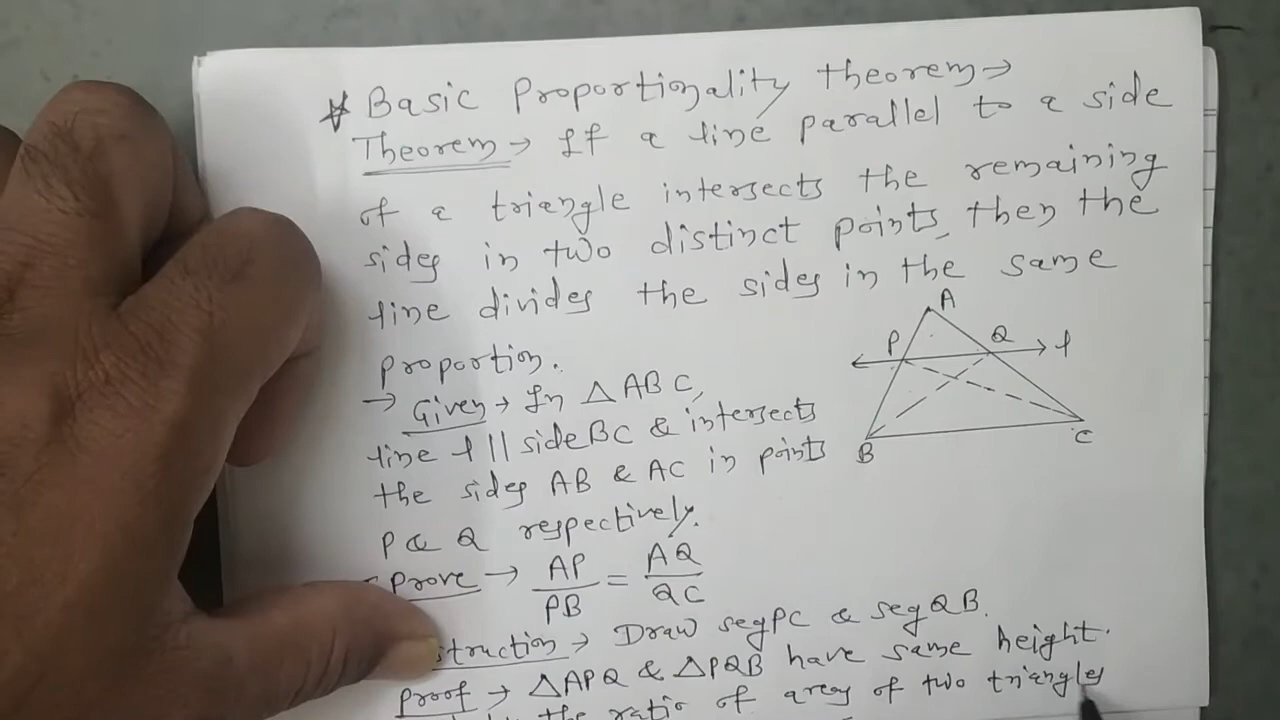 * Basic Proportionality theorem →
Theorem → If a line parallel to a side
of a triangle intersects the remaining
sides in two distinct points, then the
line divides the sides in the same
proportion.
→ Given → In △ABC,
line l || side BC & intersects
the sides AB & AC in points
P & Q respectively.
Prove → AP/PB = AQ/QC
struction → Draw seg PC & seg QB.
Proof → △APQ & △PQB have same height.
the ratio of areas of two triangles
A
P Q l
B C